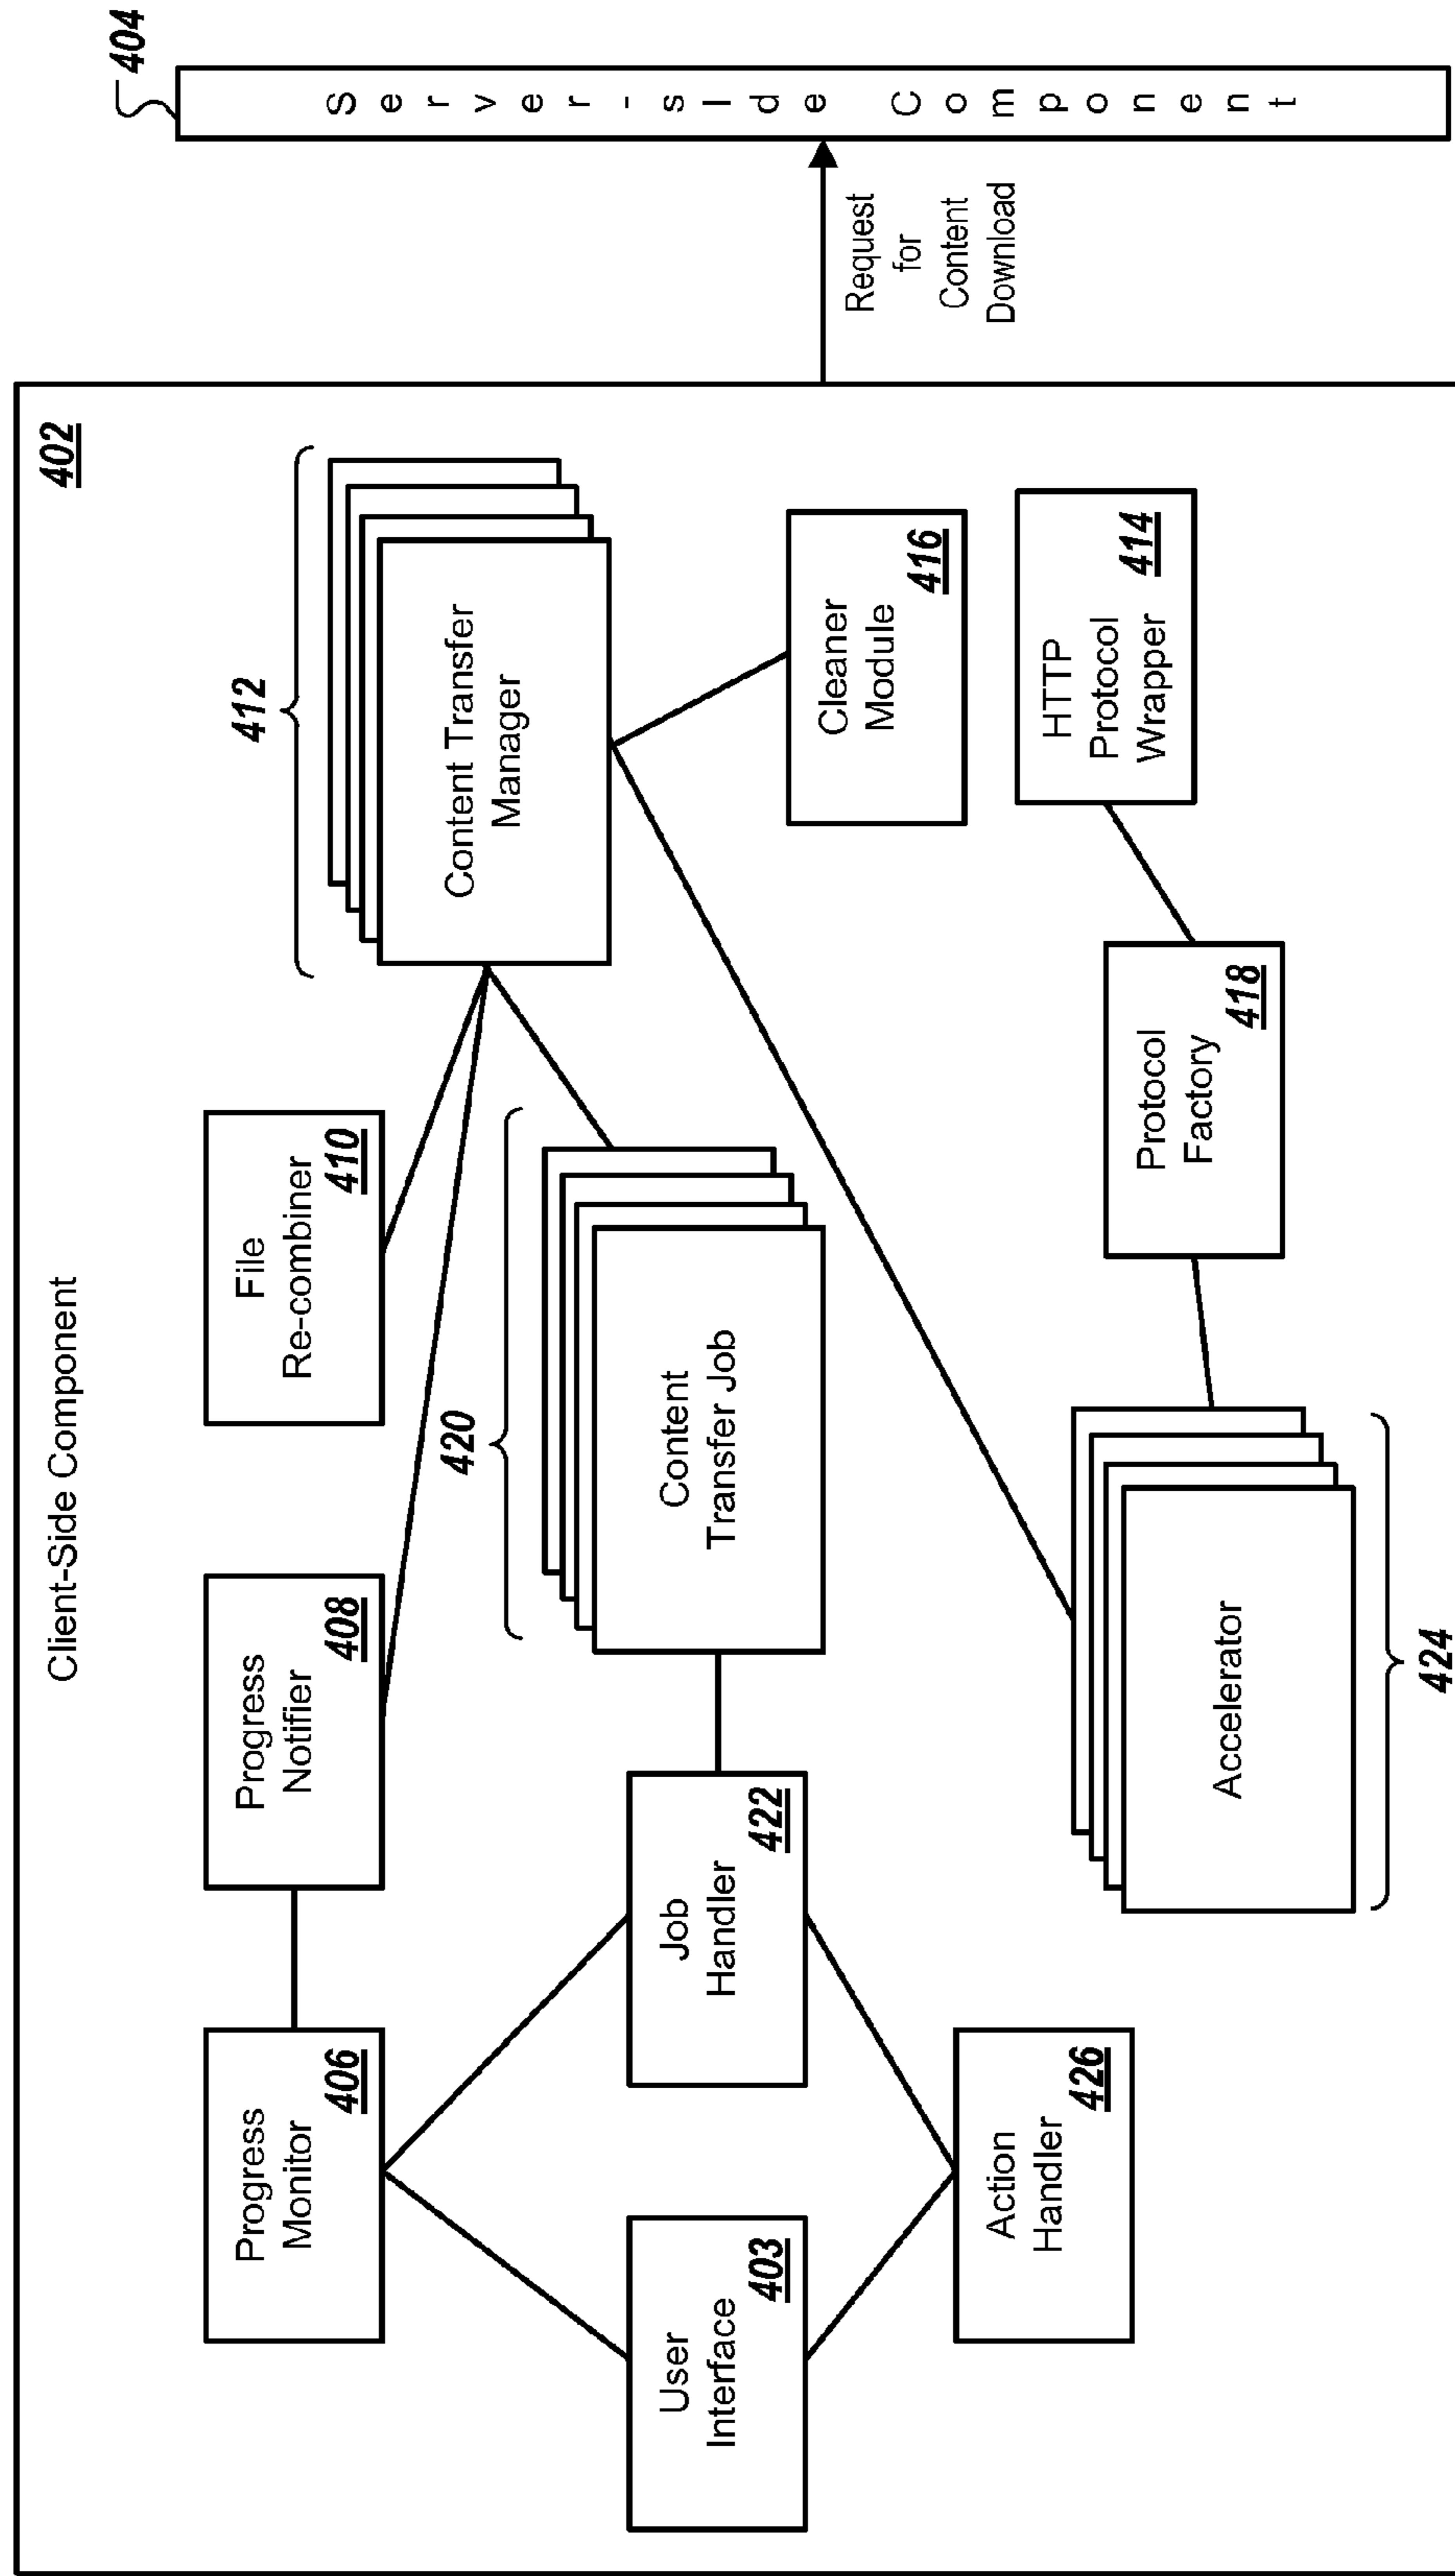 Client-Side Component
402
404
Progress
Monitor
406
Progress
Notifier
408
File
Re-combiner
410
412
Content Transfer
Manager
User
Interface
403
Job
Handler
422
420
Content
Transfer Job
Cleaner
Module
416
Action
Handler
426
Accelerator
424
Protocol
Factory
418
HTTP
Protocol
Wrapper
414
Request
for
Content
Download
Server-sIde Component